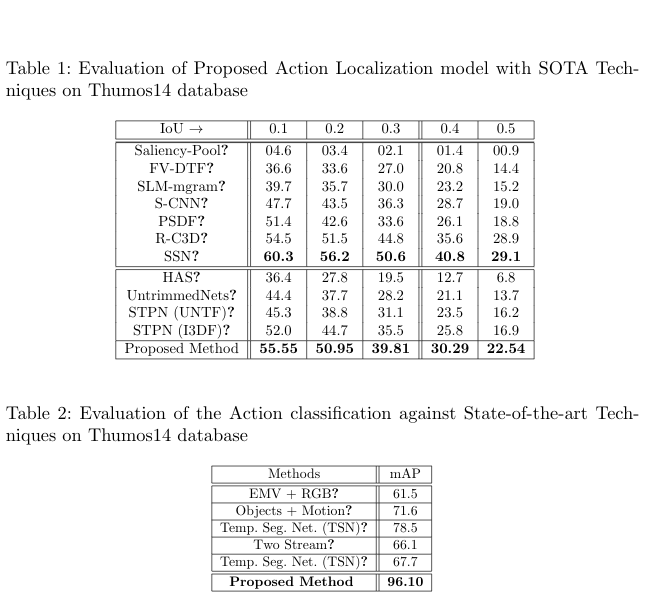 Table 1: Evaluation of Proposed Action Localization model with SOTA Tech-
niques on Thumos14 database
IoU → 0.1 0.2 0.3 0.4 0.5
Saliency-Pool? 04.6 03.4 02.1 01.4 00.9
FV-DTF? 36.6 33.6 27.0 20.8 14.4
SLM-mgram? 39.7 35.7 30.0 23.2 15.2
S-CNN? 47.7 43.5 36.3 28.7 19.0
PSDF? 51.4 42.6 33.6 26.1 18.8
R-C3D? 54.5 51.5 44.8 35.6 28.9
SSN? 60.3 56.2 50.6 40.8 29.1
HAS? 36.4 27.8 19.5 12.7 6.8
UntrimmedNets? 44.4 37.7 28.2 21.1 13.7
STPN (UNTF)? 45.3 38.8 31.1 23.5 16.2
STPN (I3DF)? 52.0 44.7 35.5 25.8 16.9
Proposed Method 55.55 50.95 39.81 30.29 22.54
Table 2: Evaluation of the Action classification against State-of-the-art Tech-
niques on Thumos14 database
Methods mAP
EMV + RGB? 61.5
Objects + Motion? 71.6
Temp. Seg. Net. (TSN)? 78.5
Two Stream? 66.1
Temp. Seg. Net. (TSN)? 67.7
Proposed Method 96.10